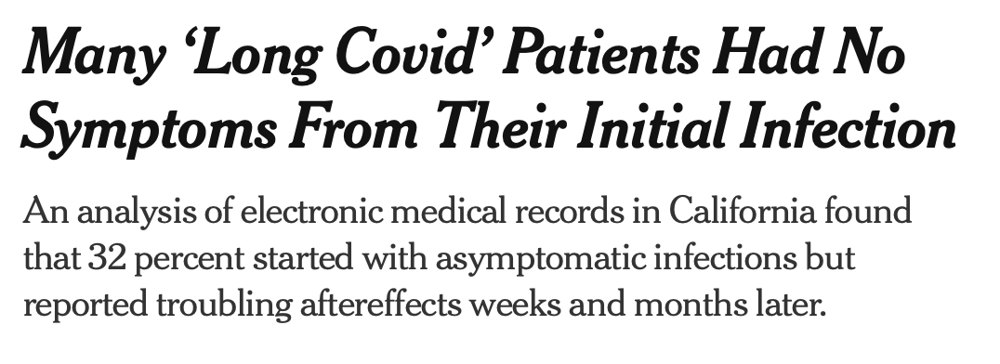 Many ‘Long Covid’ Patients Had No
Symptoms From Their Initial Infection
An analysis of electronic medical records in California found
that 32 percent started with asymptomatic infections but
reported troubling aftereffects weeks and months later.